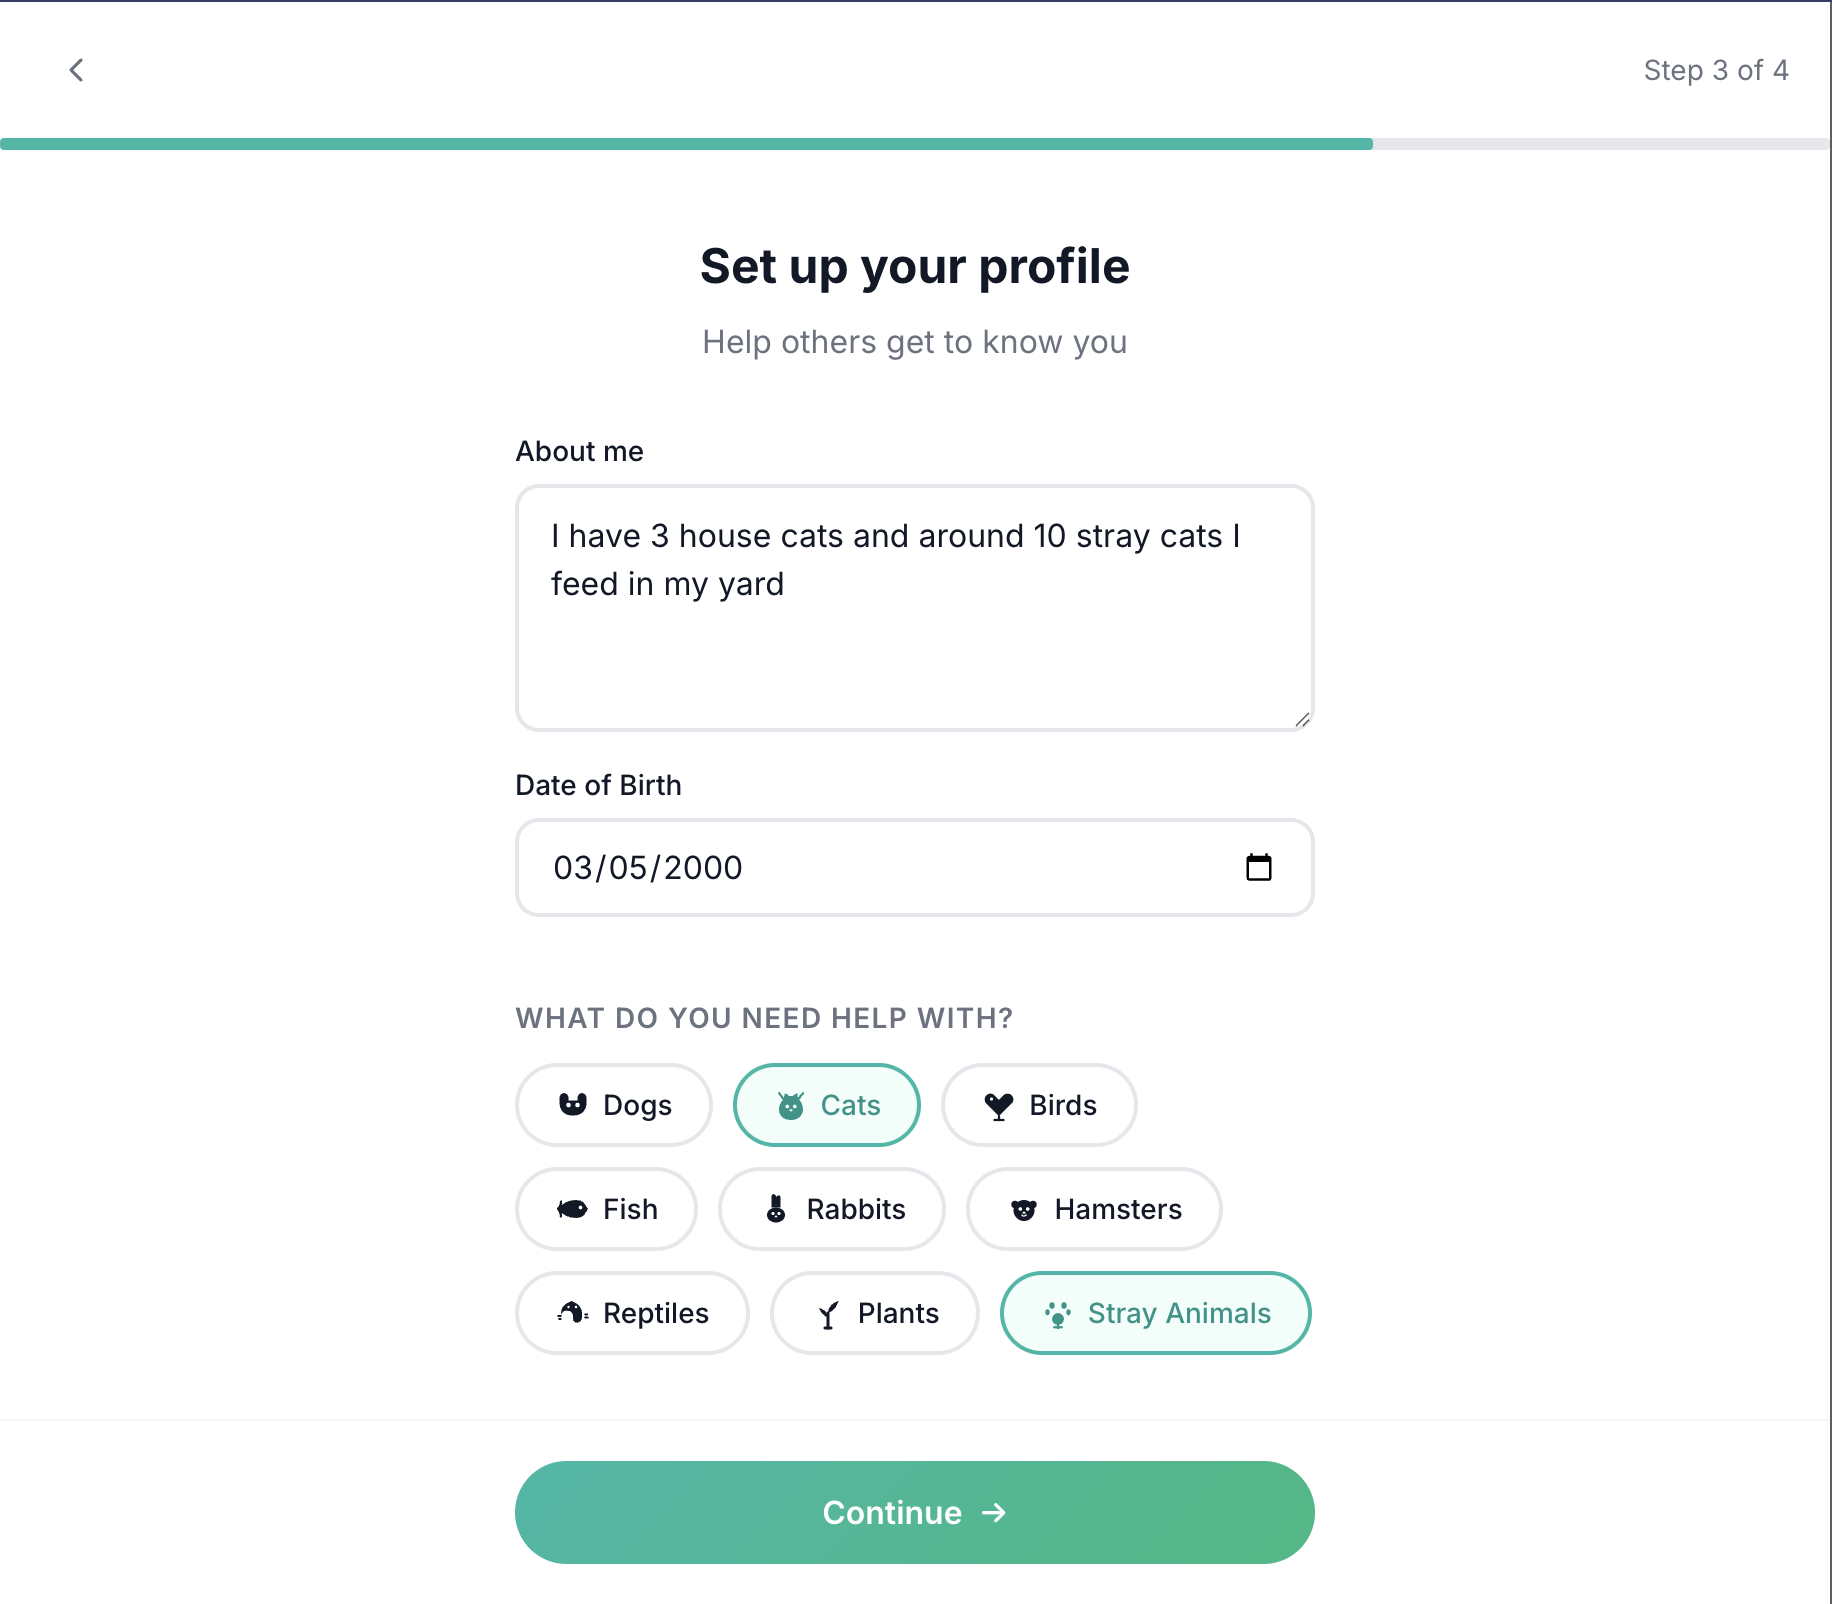 Step 3 of 4
Set up your profile
Help others get to know you
About me
I have 3 house cats and around 10 stray cats I
feed in my yard
Date of Birth
03/05/2000
WHAT DO YOU NEED HELP WITH?
Dogs
Cats
Birds
Fish
Rabbits
Hamsters
Reptiles
Plants
Stray Animals
Continue →